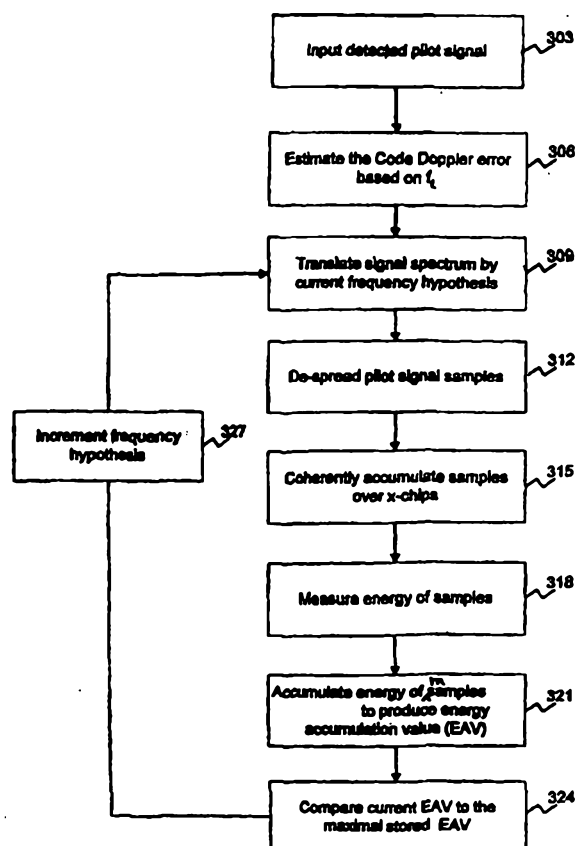 Input detected pilot signal
303
Estimate the Code Doppler error
based on fₜ
306
Translate signal spectrum by
current frequency hypothesis
309
De-spread pilot signal samples
312
Increment frequency
hypothesis
327
Coherently accumulate samples
over x-chips
315
Measure energy of samples
318
Accumulate energy of m samples
to produce energy
accumulation value (EAV)
321
Compare current EAV to the
maximal stored EAV
324